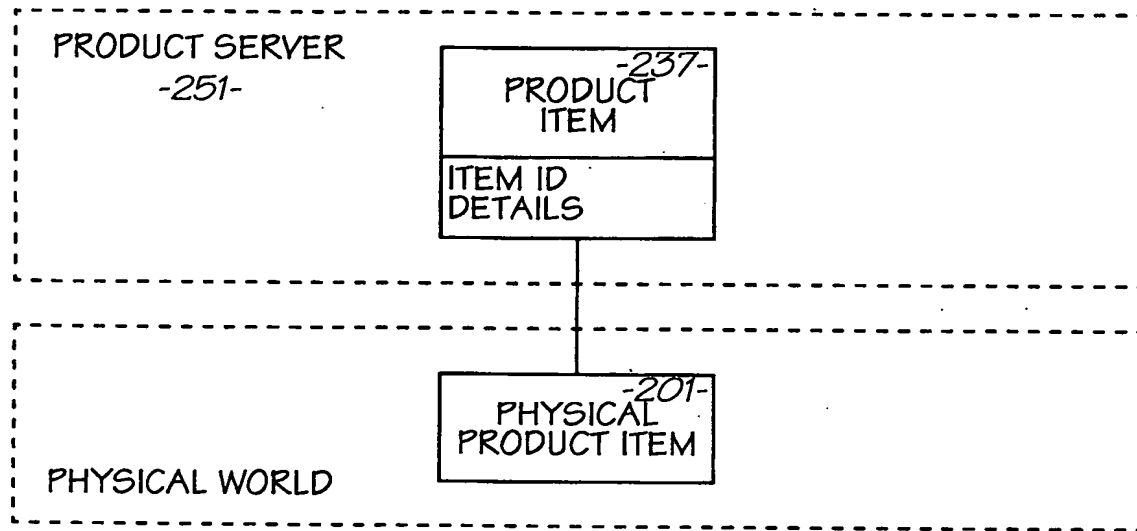 PRODUCT SERVER
-251-
-237-
PRODUCT
ITEM
ITEM ID
DETAILS
-201-
PHYSICAL
PRODUCT ITEM
PHYSICAL WORLD